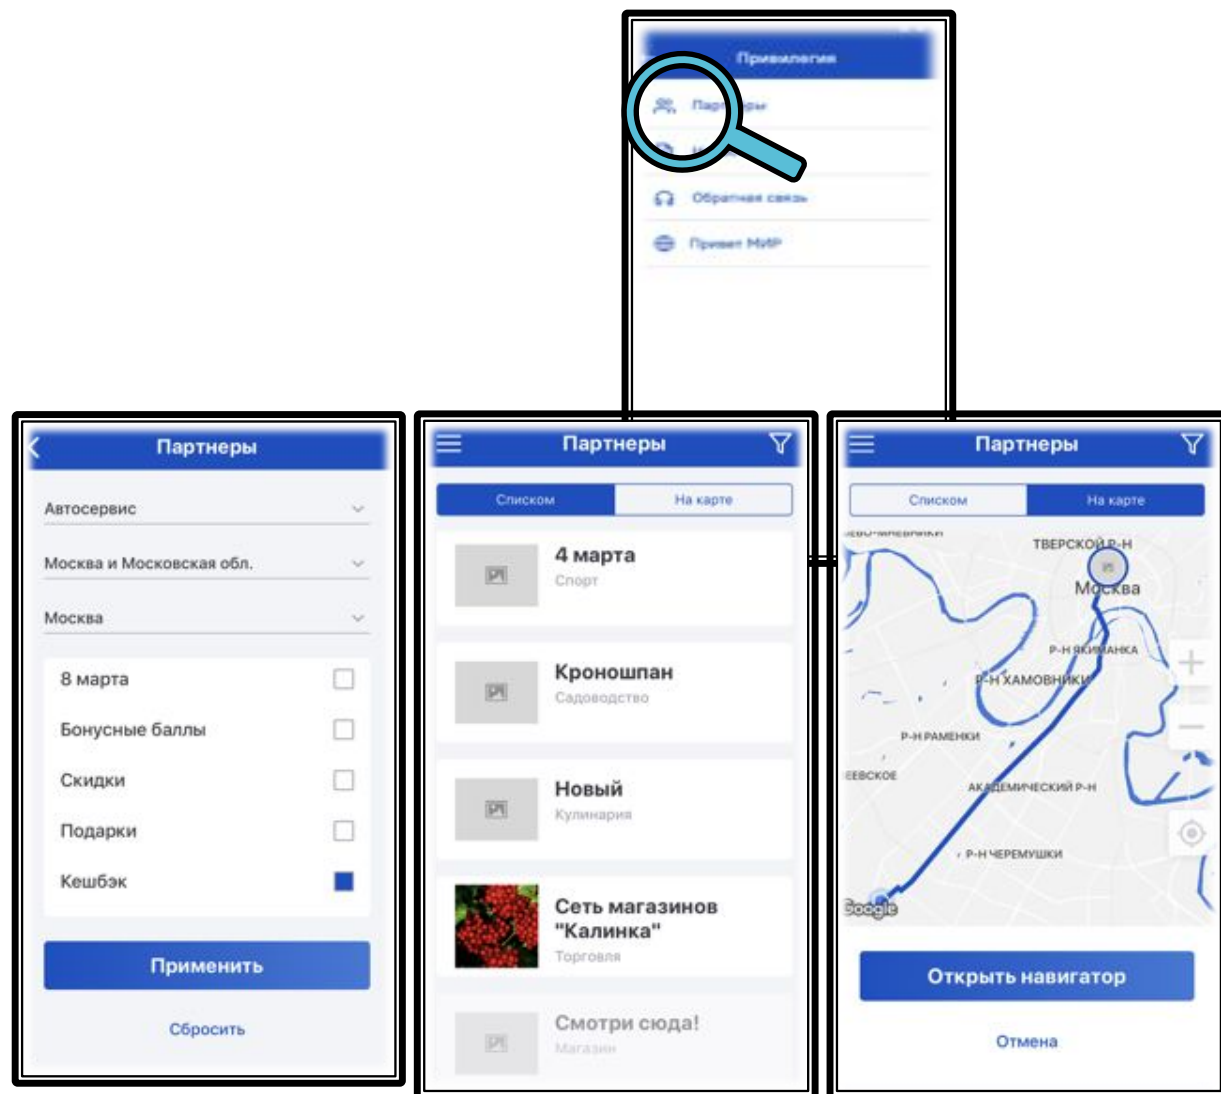 Привилегия
Партнеры
Обратная связь
Привет МИР
Партнеры
Автосервис
Москва и Московская обл.
Москва
8 марта
Бонусные баллы
Скидки
Подарки
Кешбэк
Применить
Сбросить
Партнеры
Списком
На карте
4 марта
Спорт
Кроношпан
Садоводство
Новый
Кулинария
Сеть магазинов
"Калинка"
Торговля
Смотри сюда!
Магазин
Партнеры
Списком
На карте
ТВЕРСКОЙ Р-Н
Москва
Р-Н ЯКИМАНКА
Р-Н ХАМОВНИКИ
Р-Н РАМЕНКИ
ЕЕВСКОЕ
АКАДЕМИЧЕСКИЙ Р-Н
Р-Н ЧЕРЕМУШКИ
Google
Открыть навигатор
Отмена